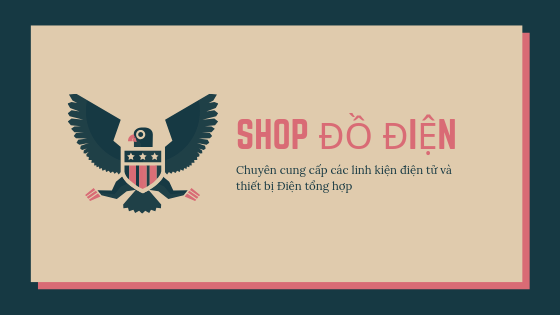 SHOP ĐỒ ĐIỆN
Chuyên cung cấp các linh kiện điện tử và
thiết bị Điện tổng hợp